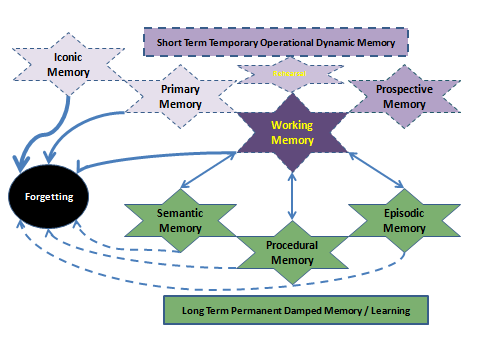 Short Term Temporary Operational Dynamic Memory
Iconic
Memory
Primary
Memory
Rehearsal
Prospective
Memory
Working
Memory
Forgetting
Semantic
Memory
Procedural
Memory
Episodic
Memory
Long Term Permanent Damped Memory / Learning